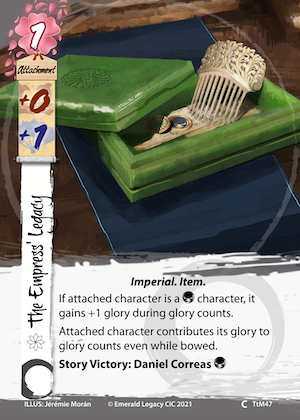 1
Attachment
+0
+1
The Empress' Legacy
Imperial. Item.
If attached character is a character, it
gains +1 glory during glory counts.
Attached character contributes its glory to
glory counts even while bowed.
Story Victory: Daniel Correas
ILLUS: Jérémie Morán © Emerald Legacy CIC 2021 C TtM47